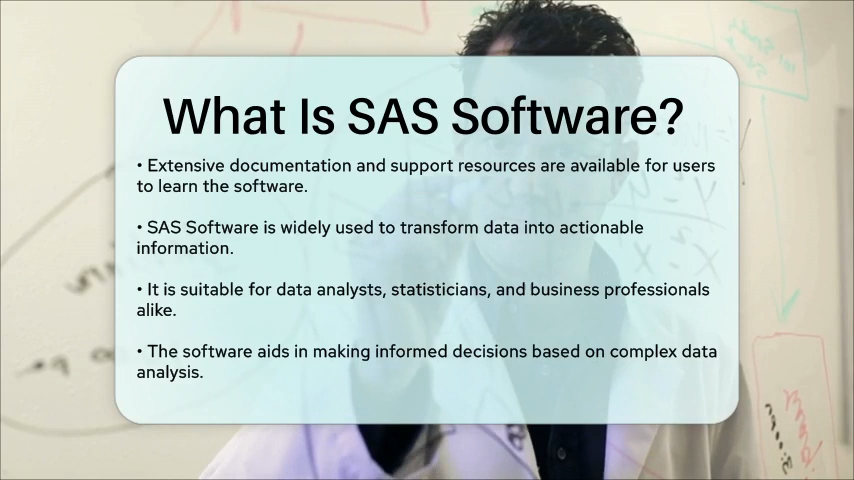 What Is SAS Software?
• Extensive documentation and support resources are available for users
to learn the software.
• SAS Software is widely used to transform data into actionable
information.
• It is suitable for data analysts, statisticians, and business professionals
alike.
• The software aids in making informed decisions based on complex data
analysis.